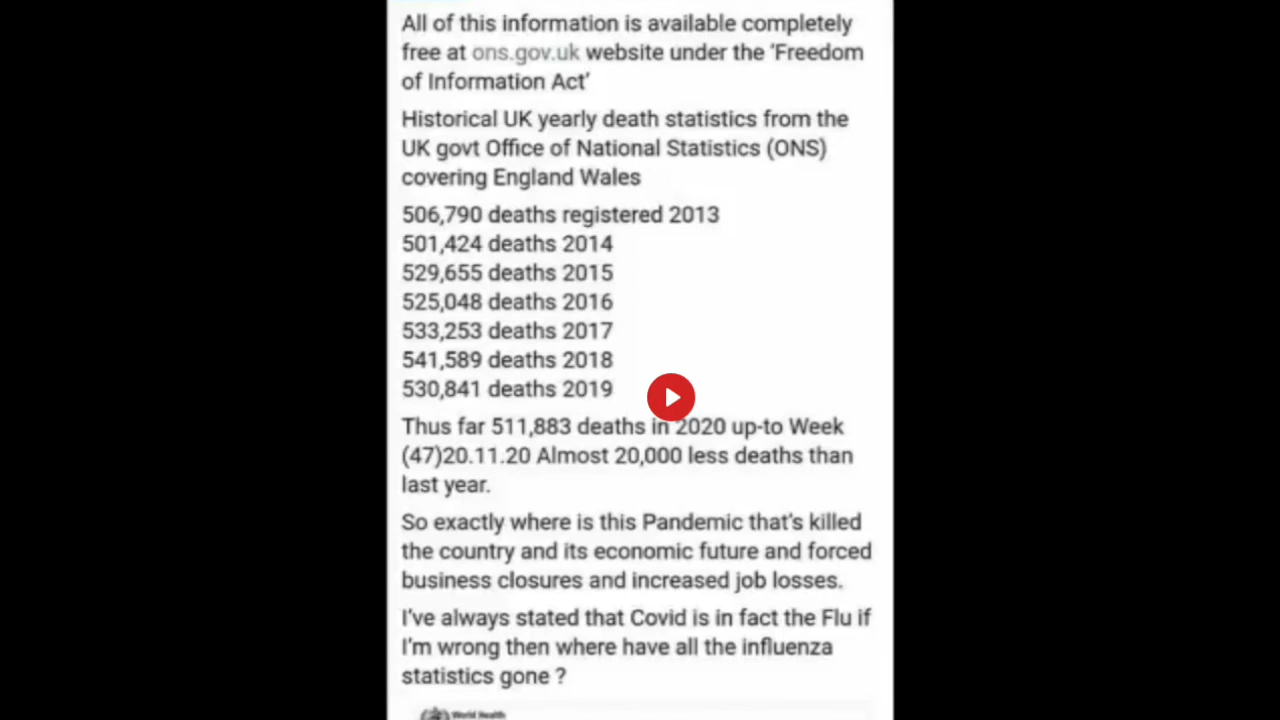 All of this information is available completely
free at ons.gov.uk website under the 'Freedom
of Information Act'
Historical UK yearly death statistics from the
UK govt Office of National Statistics (ONS)
covering England Wales
506,790 deaths registered 2013
501,424 deaths 2014
529,655 deaths 2015
525,048 deaths 2016
533,253 deaths 2017
541,589 deaths 2018
530,841 deaths 2019
Thus far 511,883 deaths in 2020 up-to Week
(47)20.11.20 Almost 20,000 less deaths than
last year.
So exactly where is this Pandemic that's killed
the country and its economic future and forced
business closures and increased job losses.
I've always stated that Covid is in fact the Flu if
I'm wrong then where have all the influenza
statistics gone ?
World Health